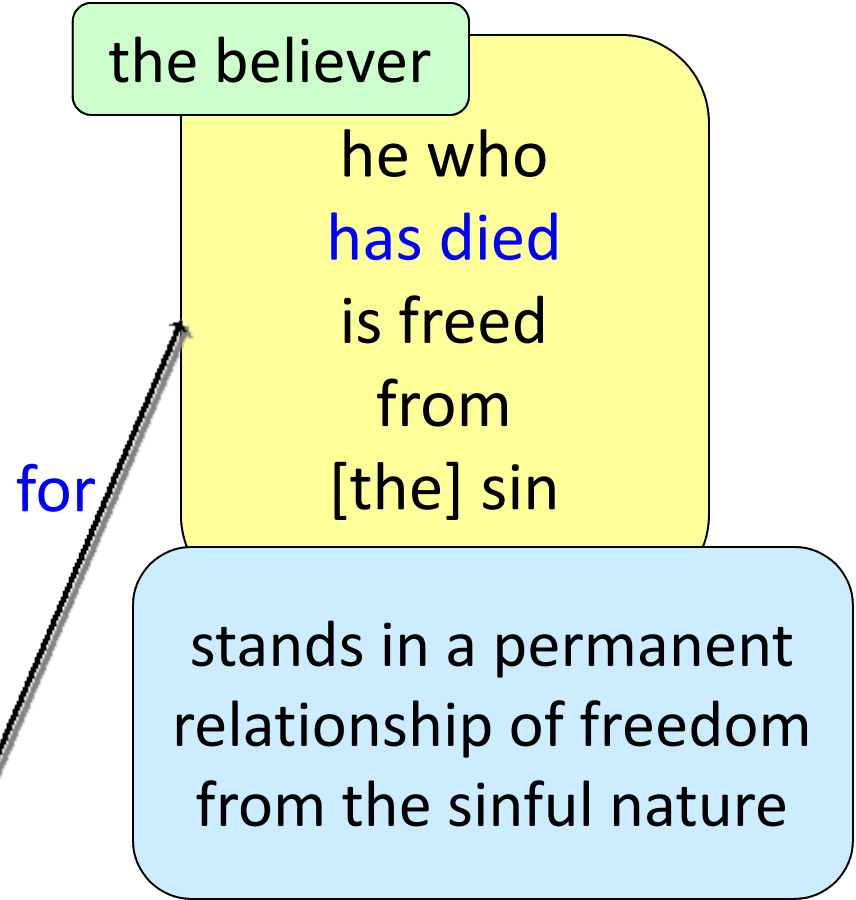 the believer
he who
has died
is freed
from
[the] sin
for
stands in a permanent
relationship of freedom
from the sinful nature